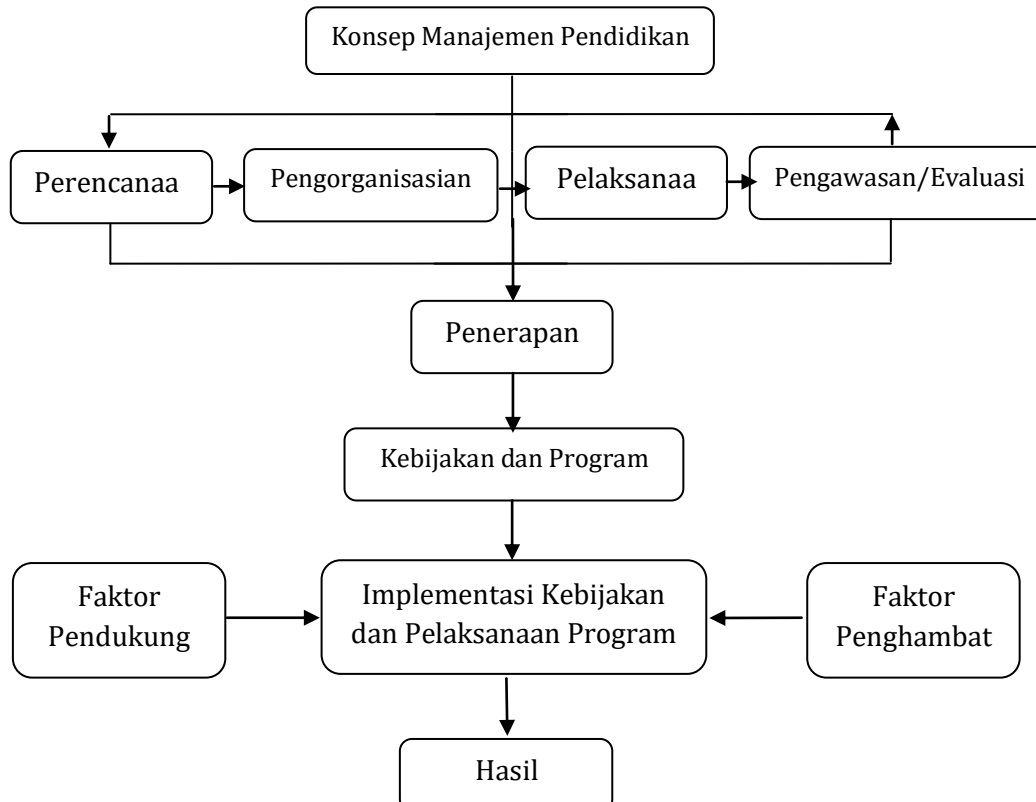 Konsep Manajemen Pendidikan
Perencanaa
Pengorganisasian
Pelaksanaa
Pengawasan/Evaluasi
Penerapan
Kebijakan dan Program
Faktor
Pendukung
Implementasi Kebijakan
dan Pelaksanaan Program
Faktor
Penghambat
Hasil